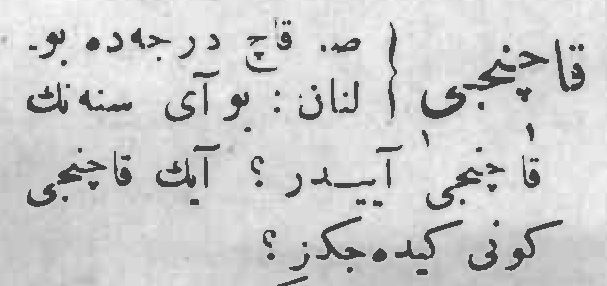 قاچنجی { ص. قاچ درجه‌ده بو-
لنان : بو آی سنه‌نك
قاچنجی آییدر ؟ آیك قاچنجی
كونی كیده‌جكز ؟